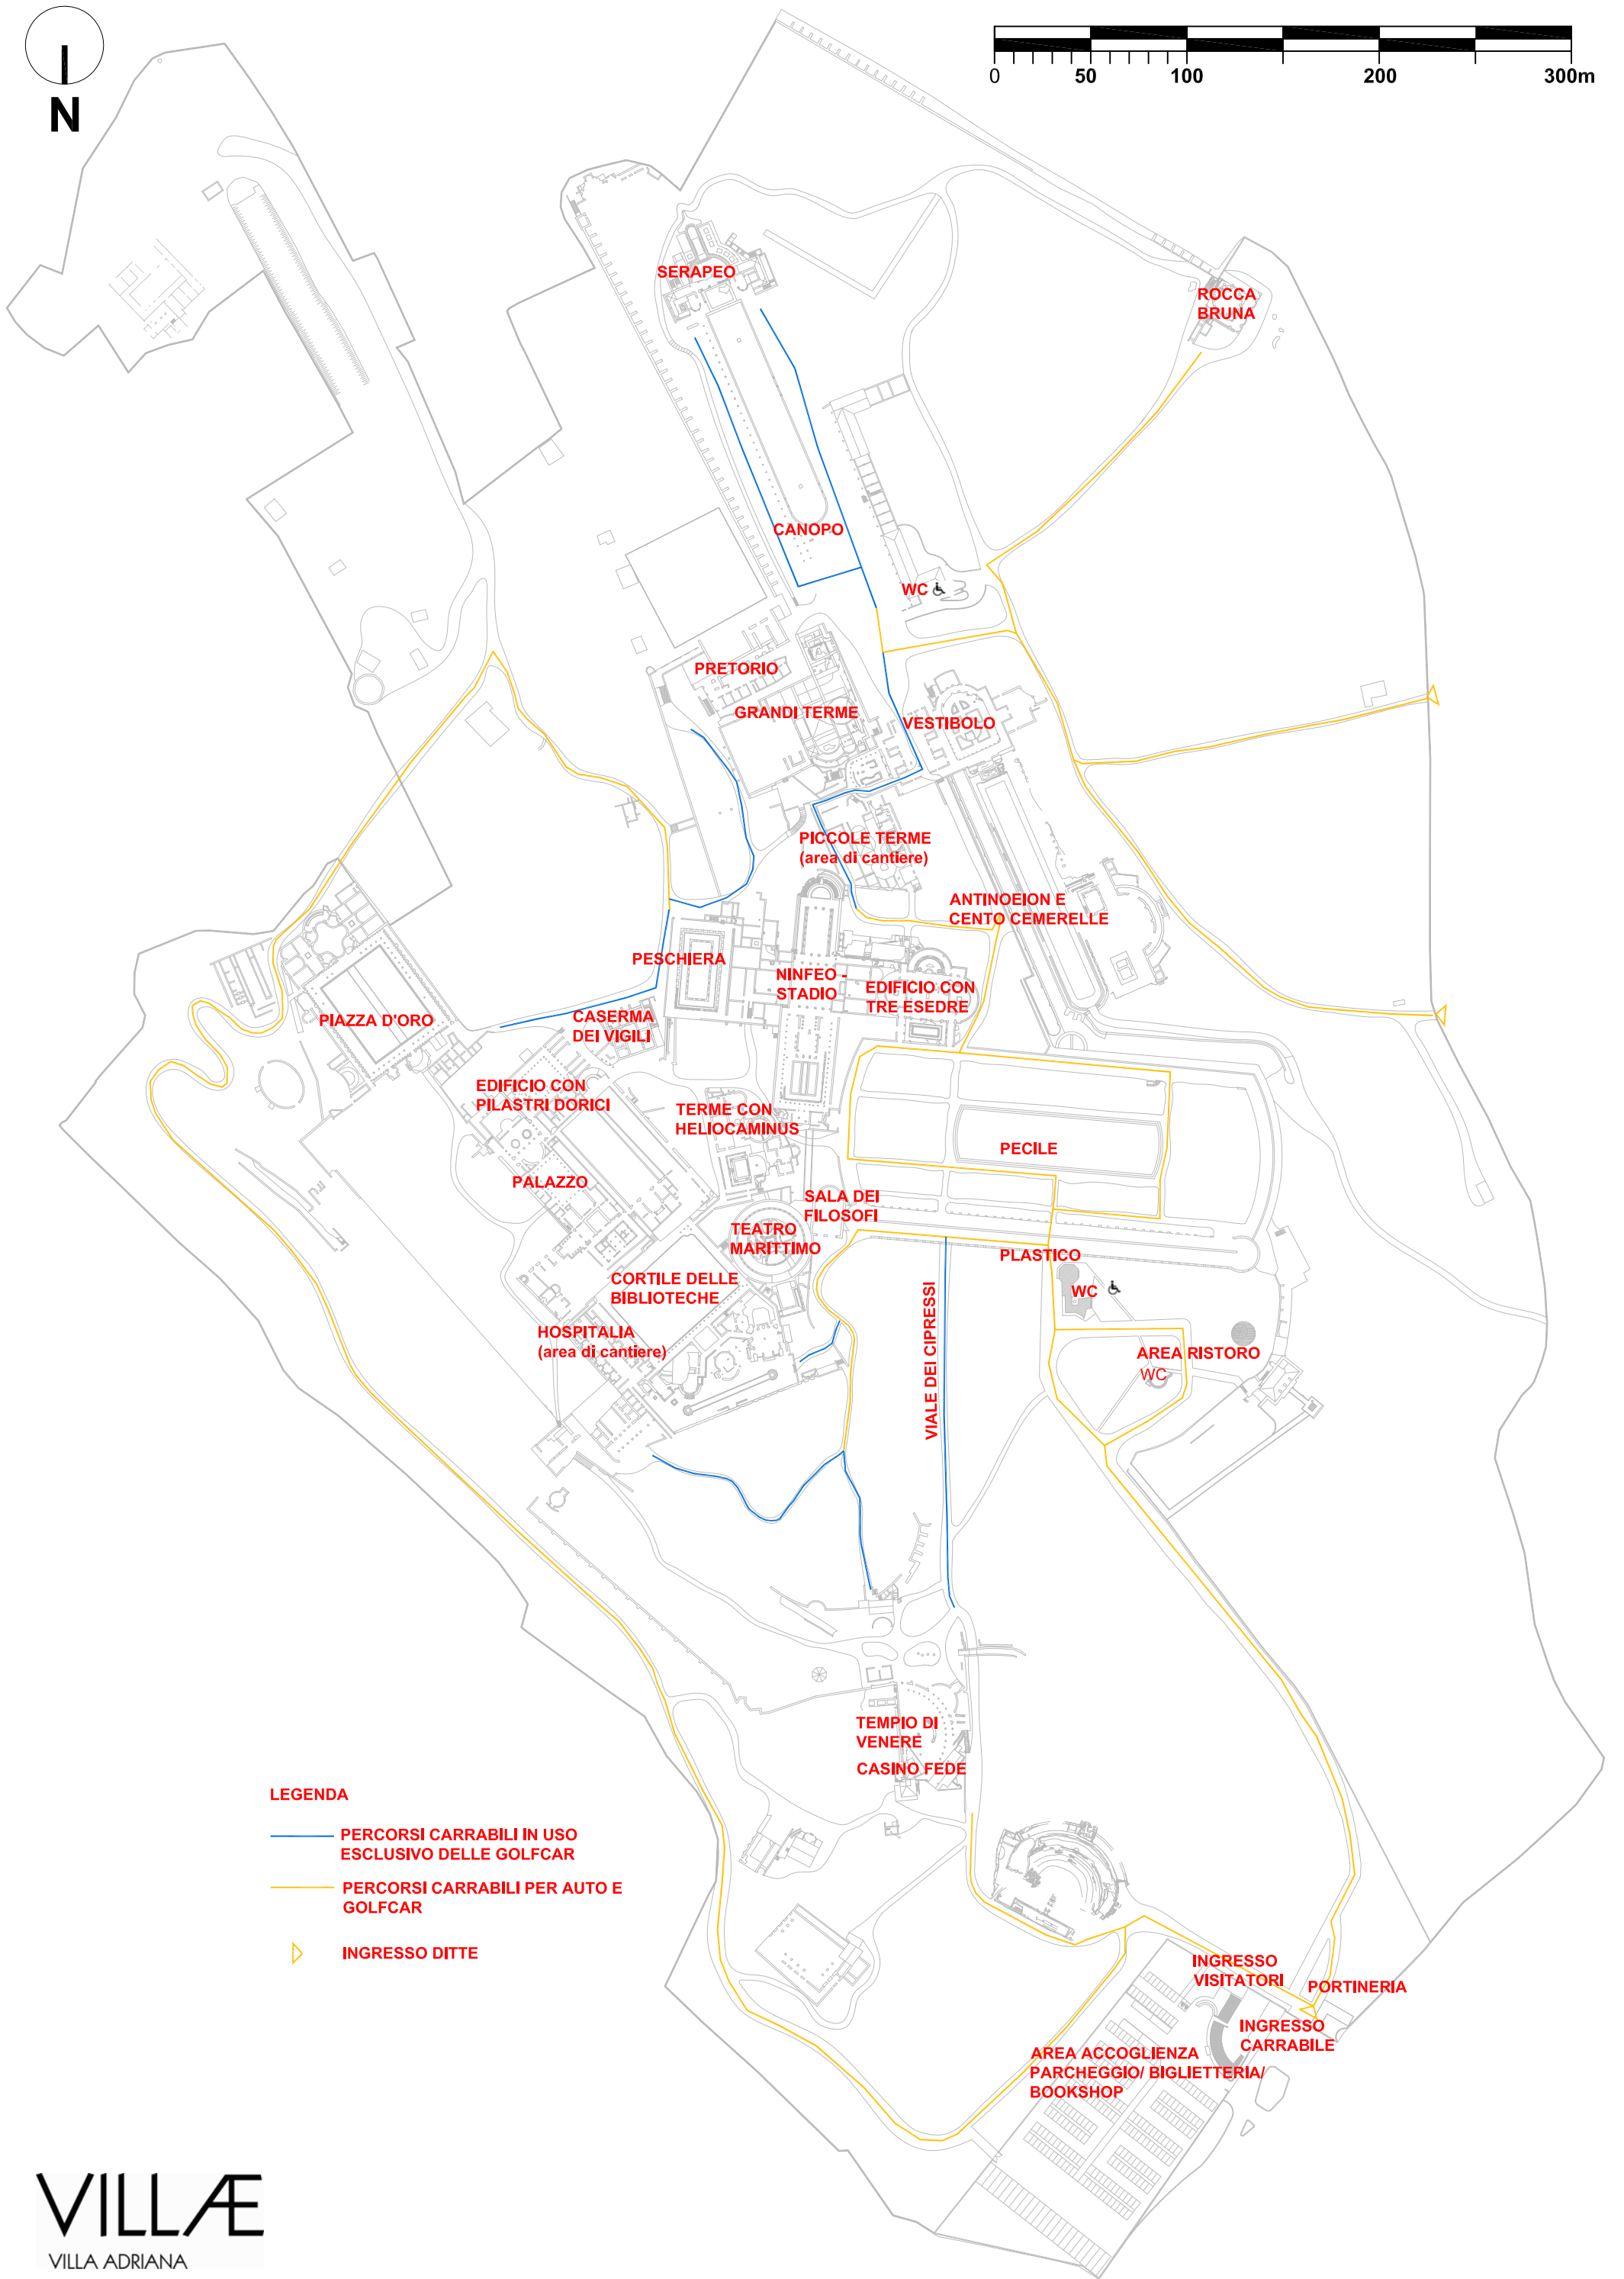 N
0 50 100 200 300m
SERAPEO
ROCCA
BRUNA
CANOPO
WC
PRETORIO
GRANDI TERME
VESTIBOLO
PICCOLE TERME
(area di cantiere)
ANTINOEION E
CENTO CEMERELLE
PESCHIERA
NINFEO -
STADIO
EDIFICIO CON
TRE ESEDRE
PIAZZA D'ORO
CASERMA
DEI VIGILI
EDIFICIO CON
PILASTRI DORICI
TERME CON
HELIOCAMINUS
PECILE
PALAZZO
SALA DEI
FILOSOFI
TEATRO
MARITTIMO
PLASTICO
CORTILE DELLE
BIBLIOTECHE
WC
HOSPITALIA
(area di cantiere)
VIALE DEI CIPRESSI
AREA RISTORO
WC
TEMPIO DI
VENERE
CASINO FEDE
LEGENDA
PERCORSI CARRABILI IN USO
ESCLUSIVO DELLE GOLFCAR
PERCORSI CARRABILI PER AUTO E
GOLFCAR
INGRESSO DITTE
INGRESSO
VISITATORI
PORTINERIA
INGRESSO
CARRABILE
AREA ACCOGLIENZA
PARCHEGGIO/ BIGLIETTERIA/
BOOKSHOP
VILLÆ
VILLA ADRIANA